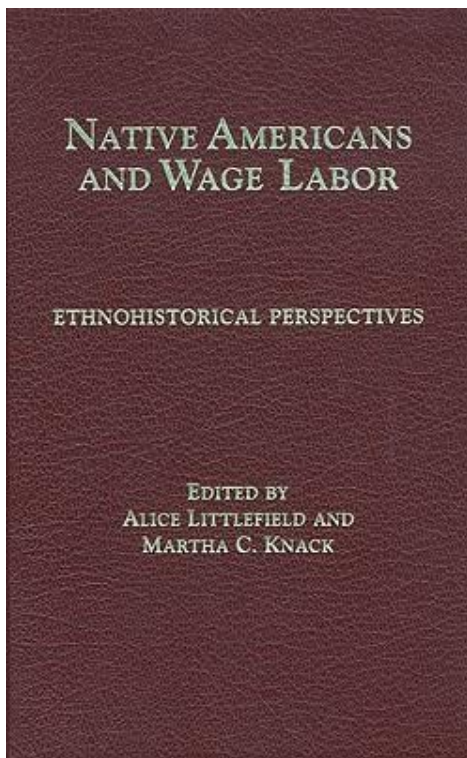 NATIVE AMERICANS
AND WAGE LABOR
ETHNOHISTORICAL PERSPECTIVES
EDITED BY
ALICE LITTLEFIELD AND
MARTHA C. KNACK